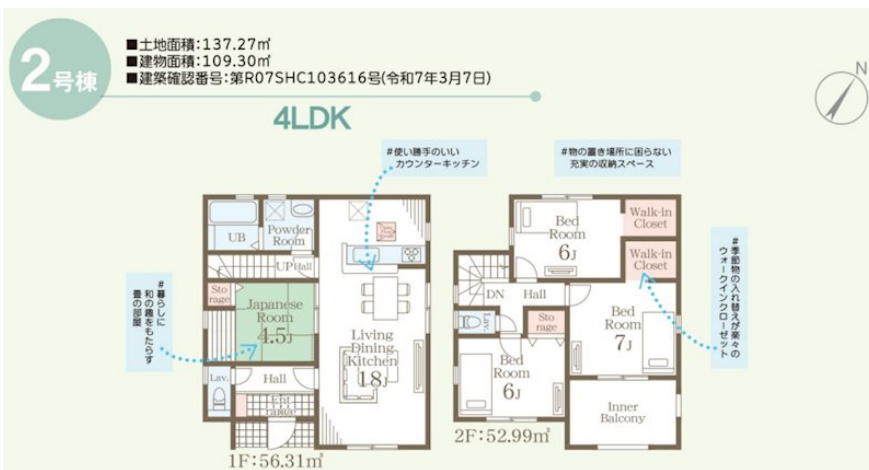 2号棟
■土地面積:137.27㎡
■建物面積:109.30㎡
■建築確認番号:第R07SHC103616号(令和7年3月7日)
4LDK
N
#使い勝手のいい
カウンターキッチン
#物の置き場所に困らない
充実の収納スペース
#季節物の入れ替えが楽々の
ウォークインクローゼット
#暮らしに
和の趣をもたらす
畳の部屋
UB
Powder
Room
UP
Hall
Sto
rage
Japanese
Room
4.5J
Living
Dining
Kitchen
18J
Lav.
Hall
Ent
rance
1F:56.31㎡
Bed
Room
6J
Walk-in
Closet
Walk-in
Closet
DN
Hall
Lav.
Sto
rage
Bed
Room
7J
Bed
Room
6J
Inner
Balcony
2F:52.99㎡